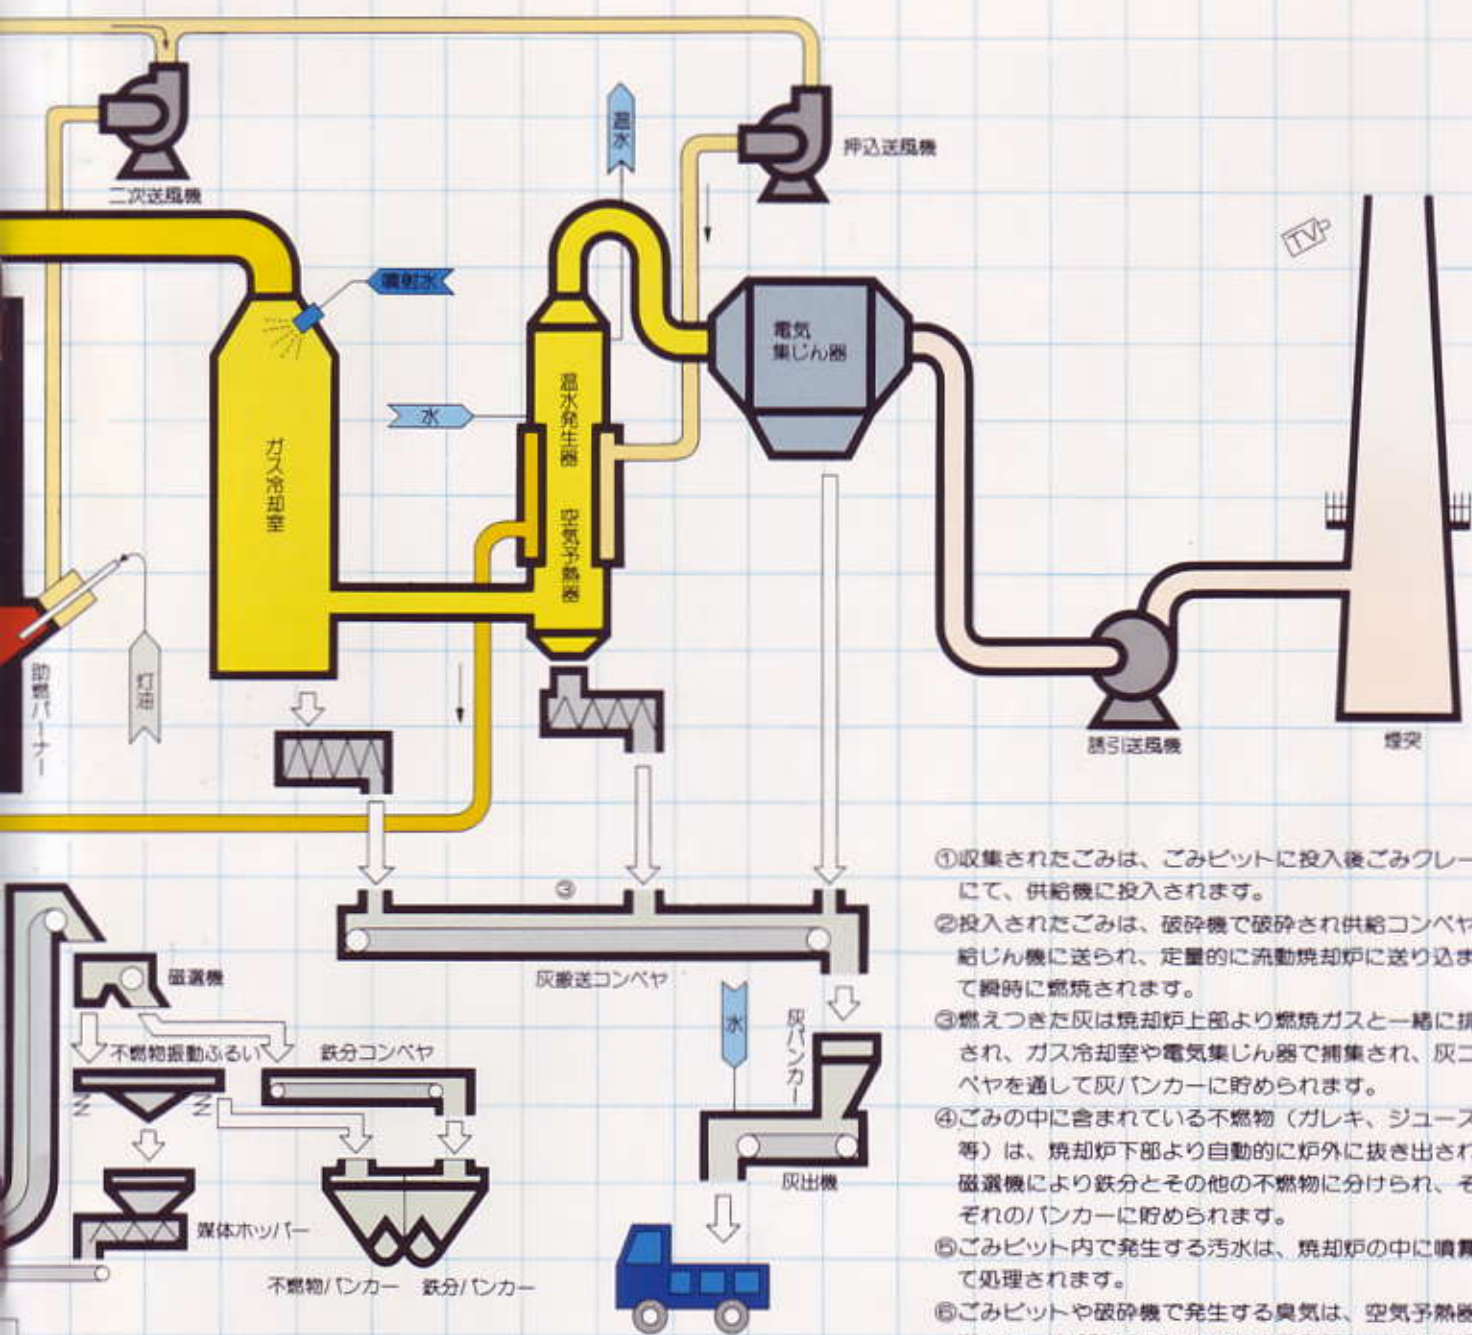 二次送風機
温水
押込送風機
TV
噴射水
電気
集じん器
水
温水発生器
空気予熱器
ガス冷却室
助燃バーナー
灯油
誘引送風機
煙突
③
灰搬送コンベヤ
磁選機
不燃物振動ふるい
鉄分コンベヤ
水
灰バンカー
灰出機
媒体ホッパー
不燃物バンカー
鉄分バンカー
①収集されたごみは、ごみピットに投入後ごみクレー
にて、供給機に投入されます。
②投入されたごみは、破砕機で破砕され供給コンベヤ
給じん機に送られ、定量的に流動焼却炉に送り込ま
て瞬時に燃焼されます。
③燃えつきた灰は焼却炉上部より燃焼ガスと一緒に排
され、ガス冷却室や電気集じん器で捕集され、灰コ
ベヤを通して灰バンカーに貯められます。
④ごみの中に含まれている不燃物（ガレキ、ジュース
等）は、焼却炉下部より自動的に炉外に抜き出され
磁選機により鉄分とその他の不燃物に分けられ、そ
ぞれのバンカーに貯められます。
⑤ごみピット内で発生する汚水は、焼却炉の中に噴霧
て処理されます。
⑥ごみピットや破砕機で発生する臭気は、空気予熱器